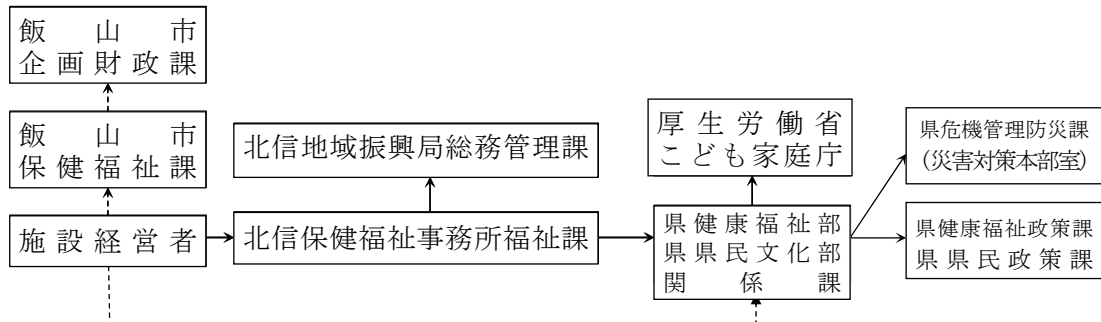 飯山市
企画財政課
飯山市
保健福祉課
施設経営者
北信地域振興局総務管理課
北信保健福祉事務所福祉課
厚生労働省
こども家庭庁
県健康福祉部
県県民文化部
関係課
県危機管理防災課
(災害対策本部室)
県健康福祉政策課
県県民政策課